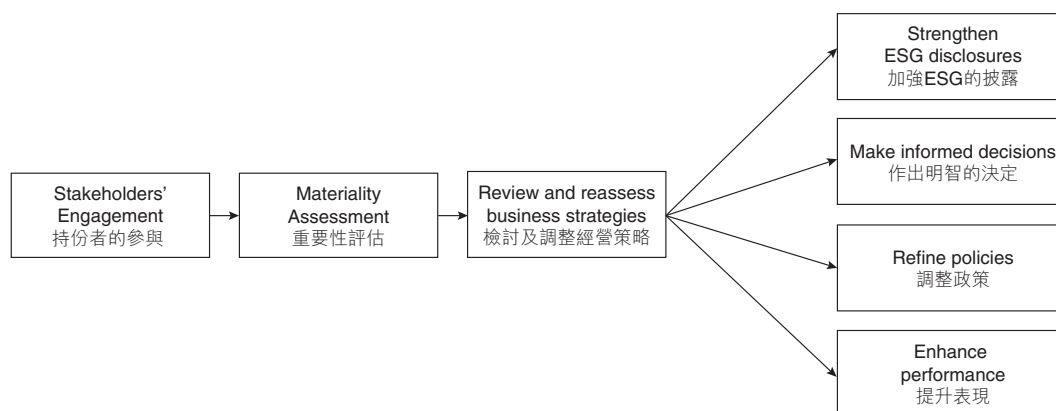 Stakeholders'
Engagement
持份者的參與
Materiality
Assessment
重要性評估
Review and reassess
business strategies
檢討及調整經營策略
Strengthen
ESG disclosures
加強ESG的披露
Make informed decisions
作出明智的決定
Refine policies
調整政策
Enhance
performance
提升表現